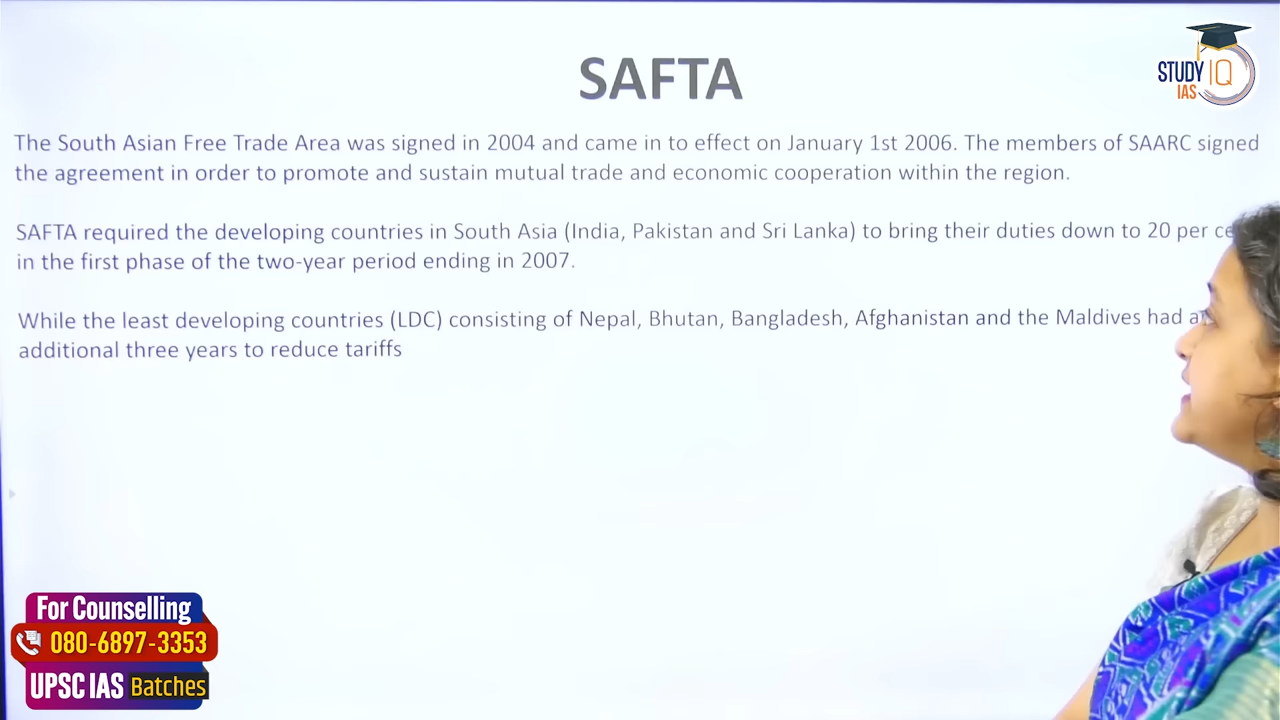 SAFTA
STUDY IQ
IAS
The South Asian Free Trade Area was signed in 2004 and came in to effect on January 1st 2006. The members of SAARC signed
the agreement in order to promote and sustain mutual trade and economic cooperation within the region.
SAFTA required the developing countries in South Asia (India, Pakistan and Sri Lanka) to bring their duties down to 20 per
in the first phase of the two-year period ending in 2007.
While the least developing countries (LDC) consisting of Nepal, Bhutan, Bangladesh, Afghanistan and the Maldives had
additional three years to reduce tariffs
For Counselling
080-6897-3353
UPSC IAS Batches